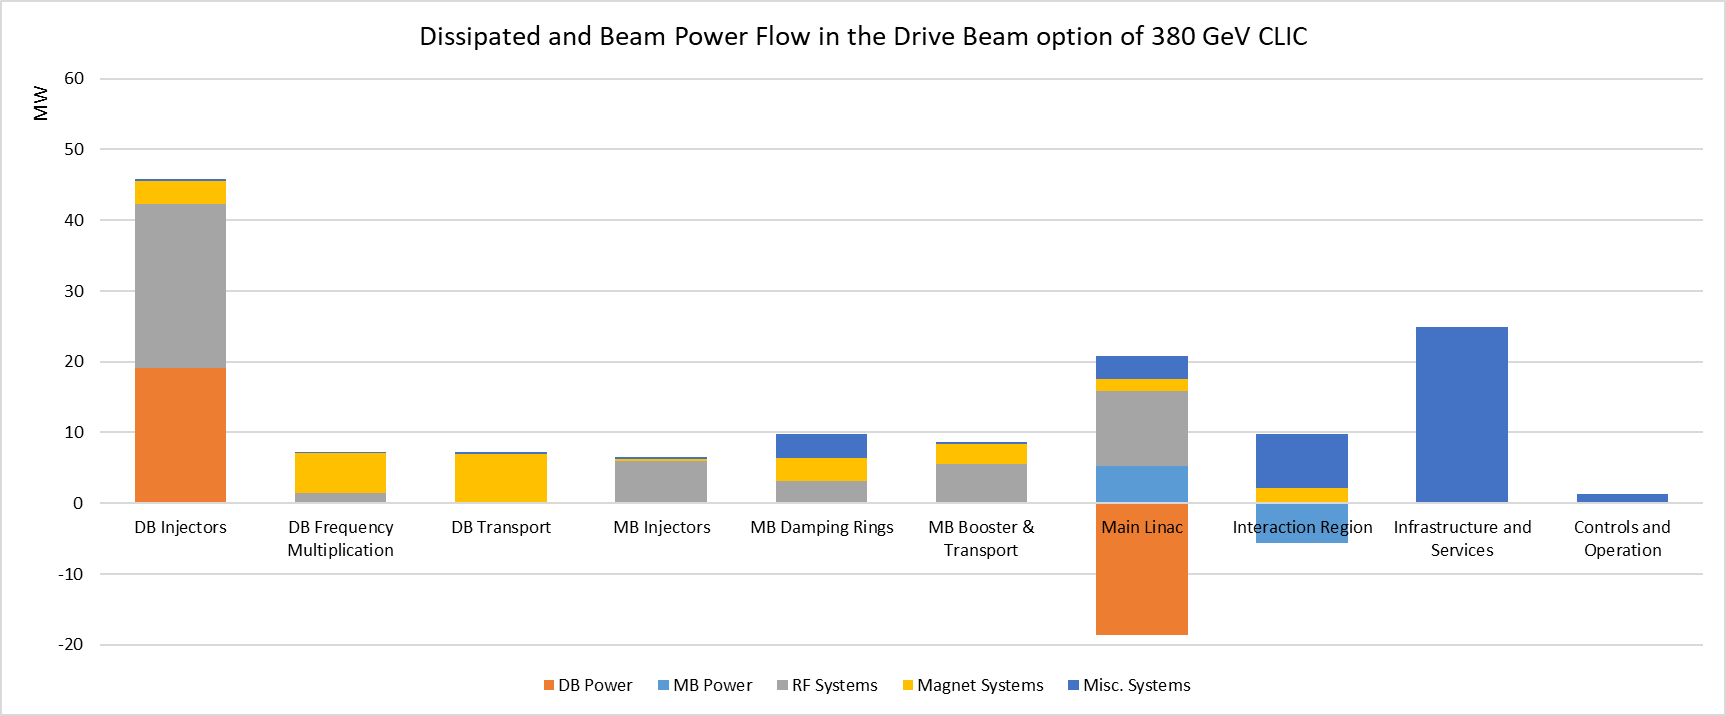 Dissipated and Beam Power Flow in the Drive Beam option of 380 GeV CLIC
MW
60
50
40
30
20
10
0
-10
-20
DB Injectors
DB Frequency
Multiplication
DB Transport
MB Injectors
MB Damping Rings
MB Booster &
Transport
Main Linac
Interaction Region
Infrastructure and
Services
Controls and
Operation
DB Power
MB Power
RF Systems
Magnet Systems
Misc. Systems